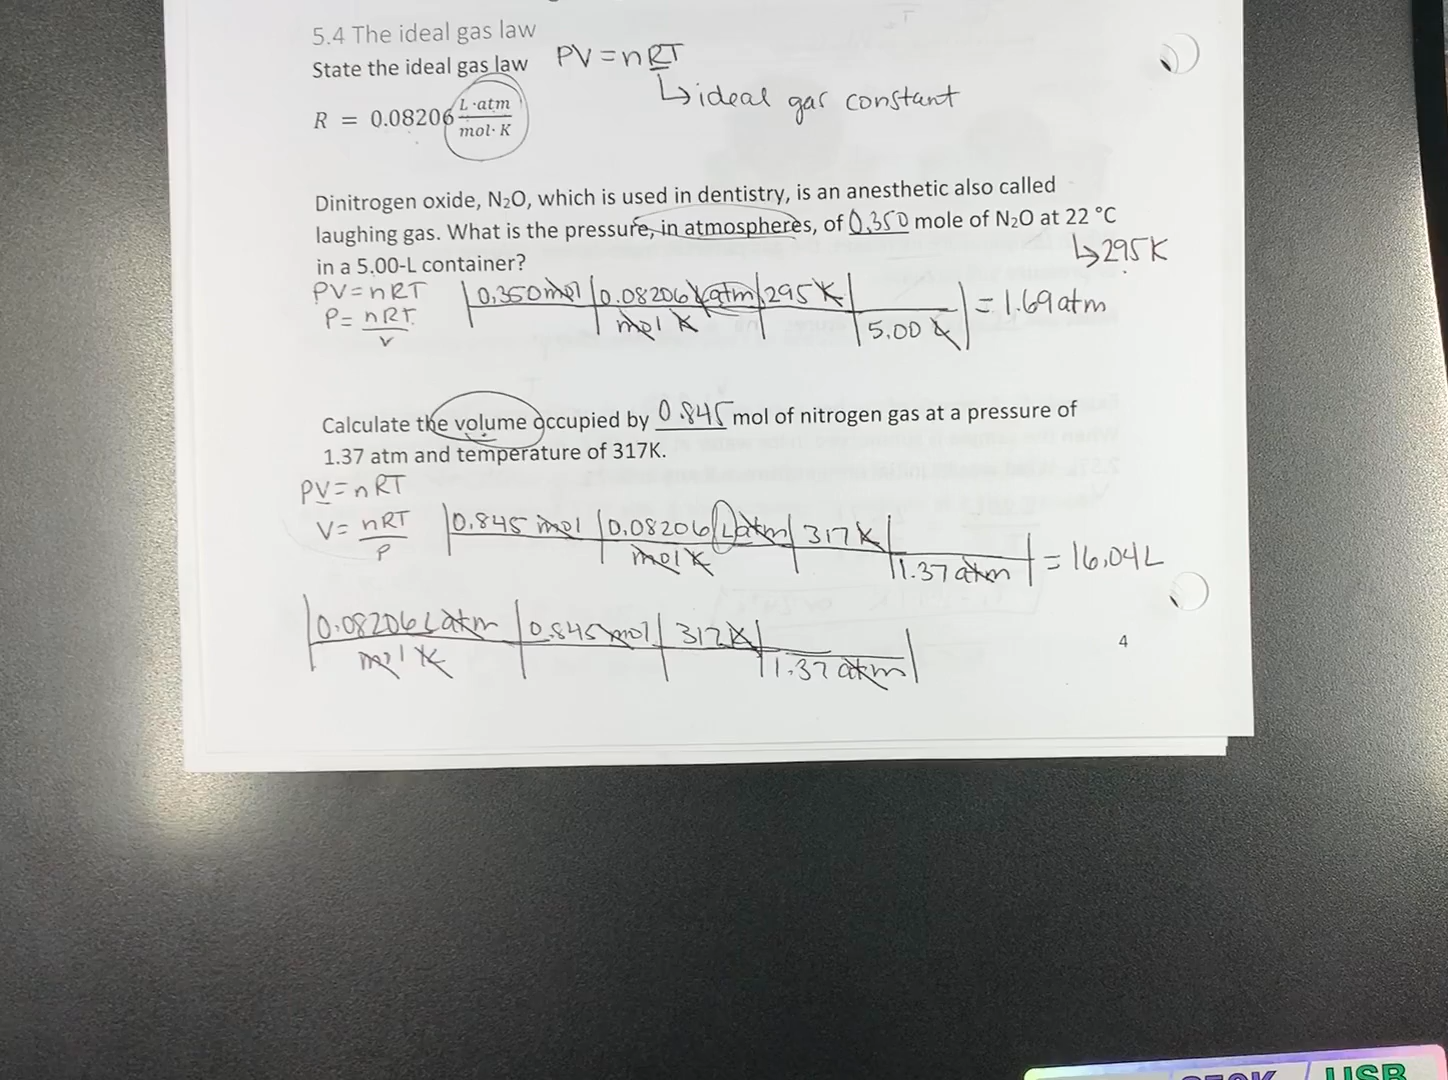 5.4 The ideal gas law
State the ideal gas law PV = nRT
↳ ideal gas constant
R = 0.08206 L·atm / mol·K
Dinitrogen oxide, N2O, which is used in dentistry, is an anesthetic also called
laughing gas. What is the pressure, in atmospheres, of 0.350 mole of N2O at 22 °C
↳ 295 K
in a 5.00-L container?
PV = nRT
P = nRT / V
0.350 mol | 0.08206 L atm / mol K | 295 K | / 5.00 L | = 1.69 atm
Calculate the volume occupied by 0.845 mol of nitrogen gas at a pressure of
1.37 atm and temperature of 317K.
PV = nRT
V = nRT / P
0.845 mol | 0.08206 L atm / mol K | 317 K | / 1.37 atm | = 16.04 L
0.08206 L atm / mol K | 0.845 mol | 317 K | / 1.37 atm |
4
USB